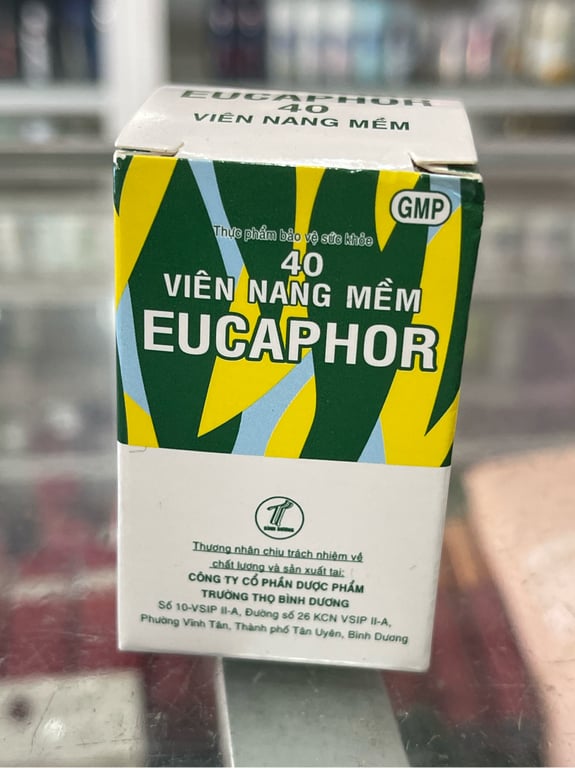 EUCAPHOR
40
VIÊN NANG MỀM
GMP
Thực phẩm bảo vệ sức khỏe
40
VIÊN NANG MỀM
EUCAPHOR
BÌNH DƯƠNG
Thương nhân chịu trách nhiệm về
chất lượng và sản xuất tại:
CÔNG TY CỔ PHẦN DƯỢC PHẨM
TRƯỜNG THỌ BÌNH DƯƠNG
Số 10-VSIP II-A, Đường số 26 KCN VSIP II-A,
Phường Vĩnh Tân, Thành phố Tân Uyên, Bình Dương